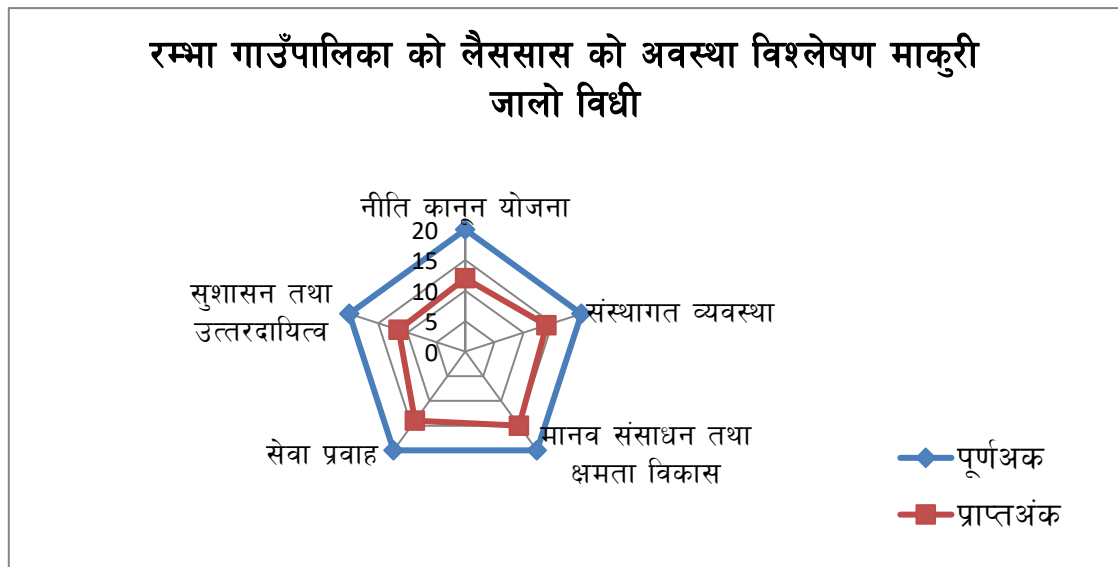 रम्भा गाउँपालिका को लैससास को अवस्था विश्लेषण माकुरी
जालो विधी
नीति कानून योजना
20
15
10
5
0
संस्थागत व्यवस्था
मानव संसाधन तथा
क्षमता विकास
सेवा प्रवाह
सुशासन तथा
उत्तरदायित्व
पूर्णअक
प्राप्तअंक